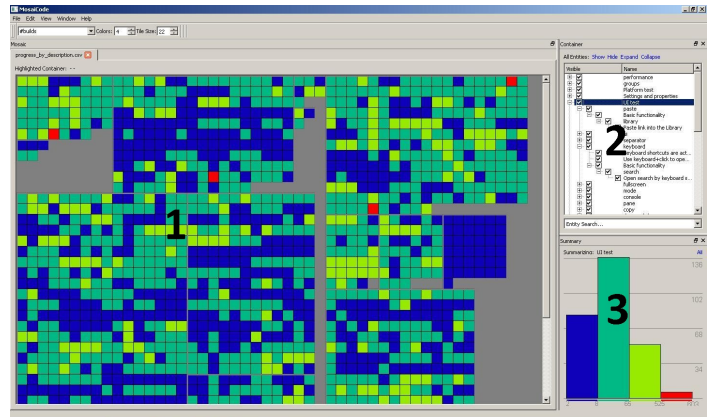 MosaiCode
File Edit View Window Help
#builds Colors: 4 Tile Size: 22
Mosaic
progress_by_description.csv
Highlighted Container: --
1
Container
All Entities: Show Hide Expand Collapse
Visible Name
performance
groups
Platform test
Settings and properties
UI test
paste
Basic functionality
library
Paste link into the Library
separator
keyboard
Keyboard shortcuts are act...
Use keyboard+click to ope...
Basic functionality
search
Open search by keyboard s...
fullscreen
mode
console
pane
copy
2
Entity Search...
Summary
Summarizing: UI test All
136
102
68
34
3